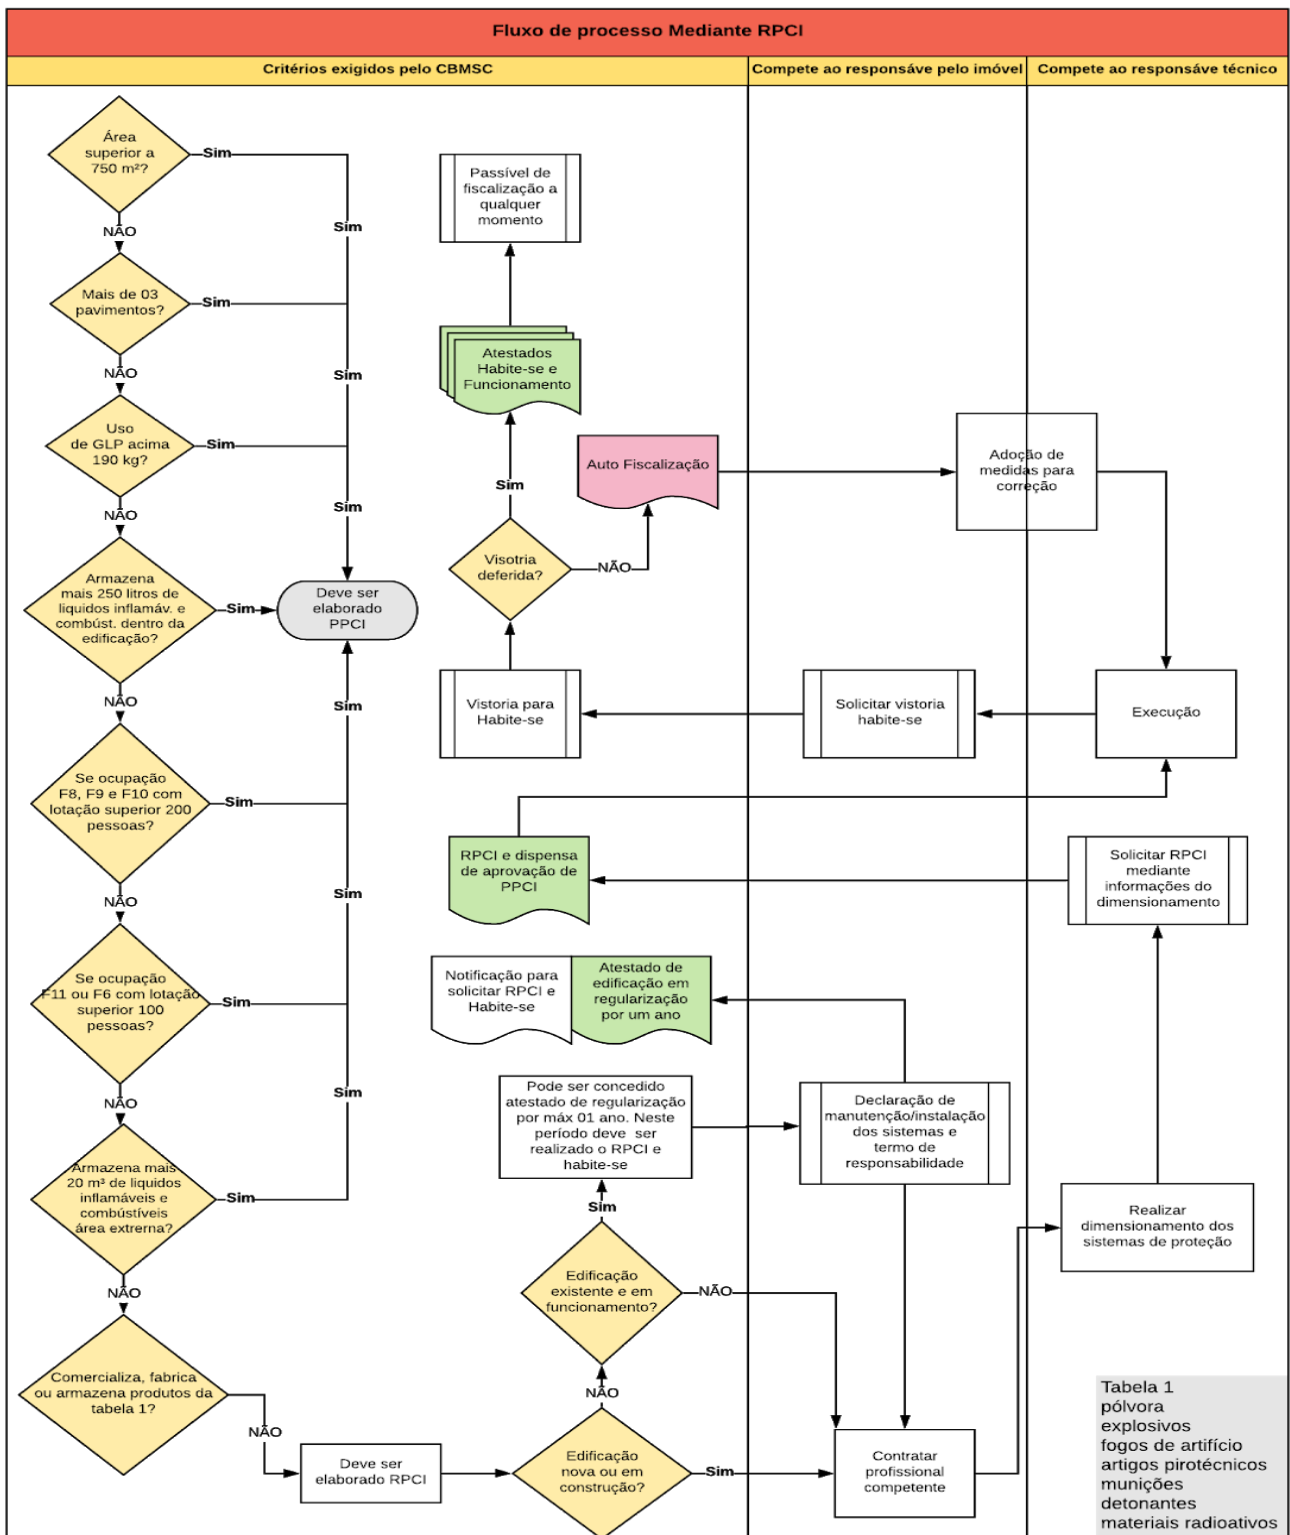 Fluxo de processo Mediante RPCI
Critérios exigidos pelo CBMSC
Compete ao responsáve pelo imóvel
Compete ao responsáve técnico
Área
superior a
750 m²?
Sim
Sim
NÃO
Mais de 03
pavimentos?
Sim
Sim
NÃO
Uso
de GLP acima
190 kg?
Sim
Sim
NÃO
Armazena
mais 250 litros de
liquidos inflamáv. e
combúst. dentro da
edificação?
Sim
Deve ser
elaborado
PPCI
NÃO
Sim
Se ocupação
F8, F9 e F10 com
lotação superior 200
pessoas?
Sim
Sim
NÃO
Se ocupação
F11 ou F6 com lotação
superior 100
pessoas?
Sim
Sim
NÃO
Armazena mais
20 m³ de liquidos
inflamáveis e
combústíveis
área extrerna?
Sim
NÃO
Comercializa, fabrica
ou armazena produtos da
tabela 1?
NÃO
Deve ser
elaborado RPCI
Edificação
nova ou em
construção?
Sim
NÃO
Edificação
existente e em
funcionamento?
NÃO
Sim
Pode ser concedido
atestado de regularização
por máx 01 ano. Neste
período deve ser
realizado o RPCI e
habite-se
Declaração de
manutenção/instalação
dos sistemas e
termo de
responsabilidade
Notificação para
solicitar RPCI e
Habite-se
Atestado de
edificação em
regularização
por um ano
Contratar
profissional
competente
Realizar
dimensionamento dos
sistemas de proteção
Solicitar RPCI
mediante
informações do
dimensionamento
RPCI e dispensa
de aprovação de
PPCI
Execução
Solicitar vistoria
habite-se
Vistoria para
Habite-se
Visotria
deferida?
NÃO
Sim
Auto Fiscalização
Adoção de
medidas para
correção
Atestados
Habite-se e
Funcionamento
Passível de
fiscalização a
qualquer
momento
Tabela 1
pólvora
explosivos
fogos de artifício
artigos pirotécnicos
munições
detonantes
materiais radioativos